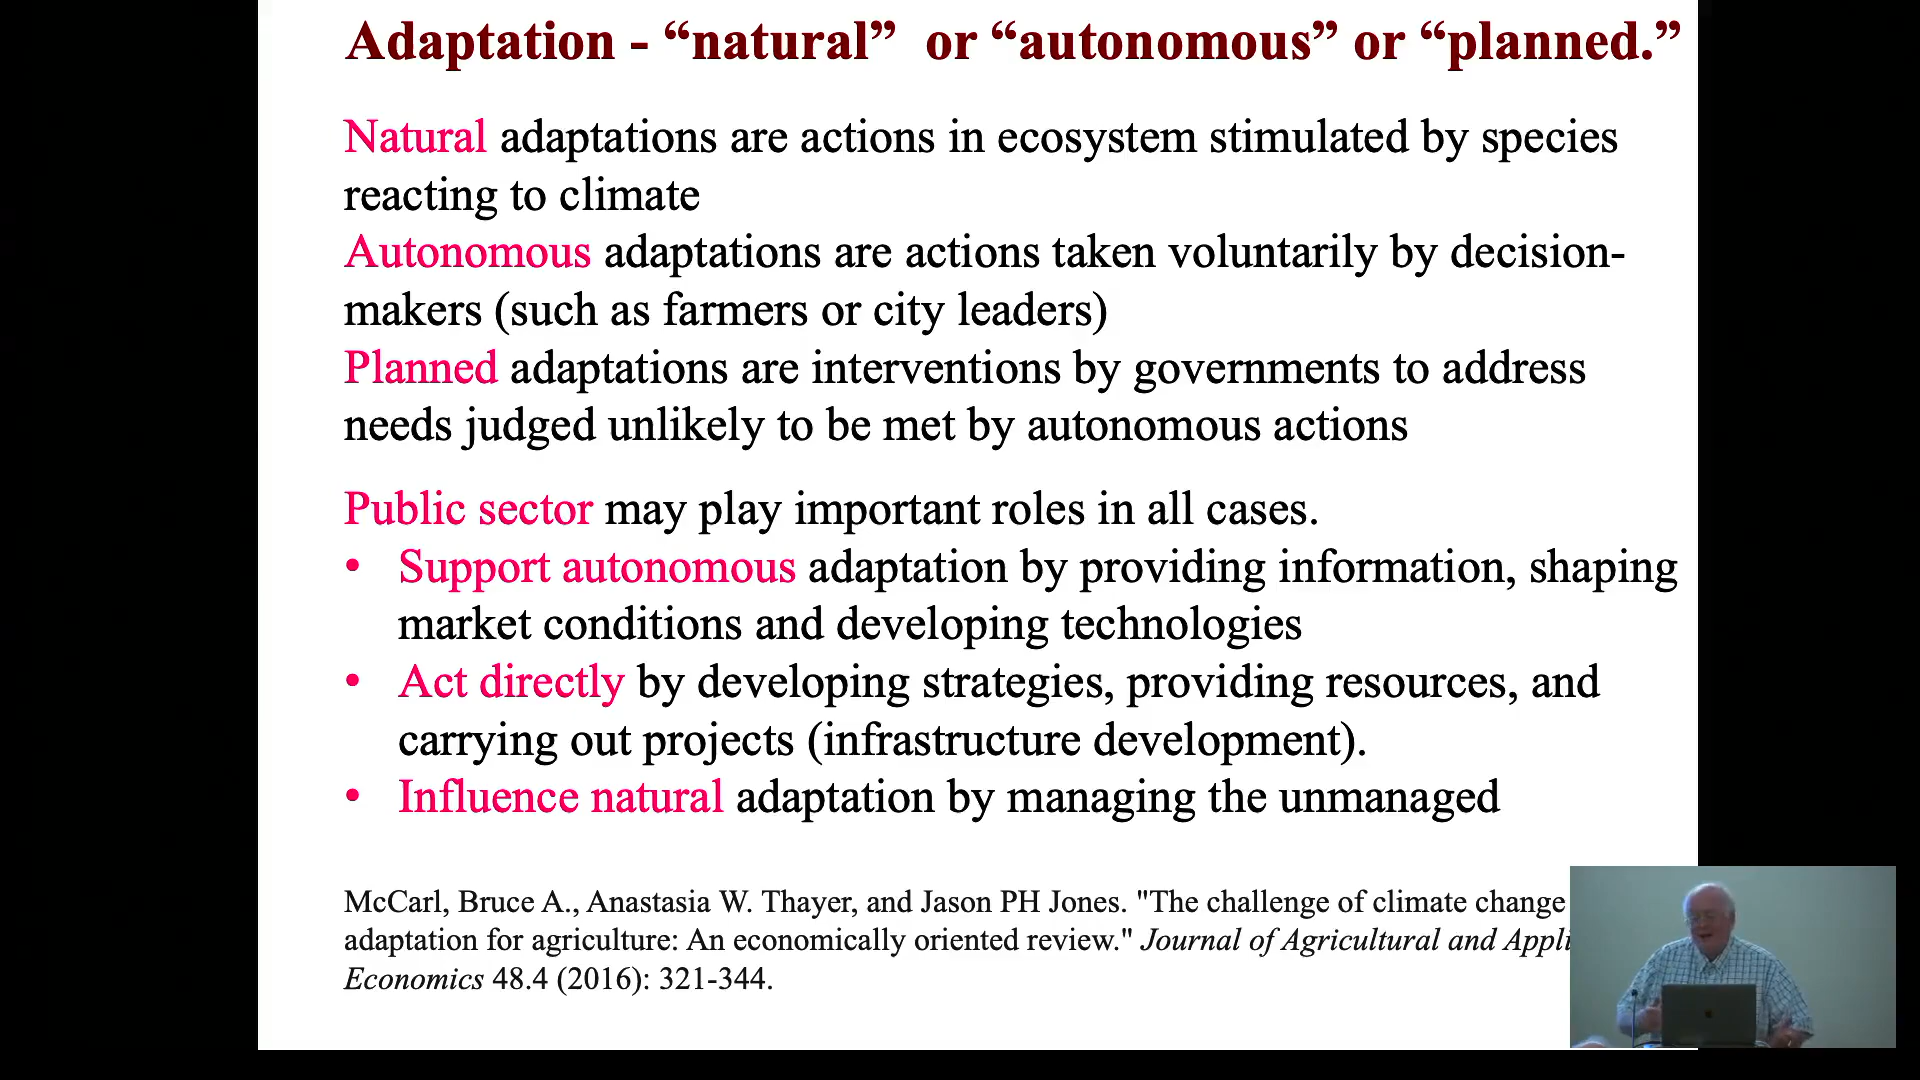 Adaptation - “natural” or “autonomous” or “planned.”
Natural adaptations are actions in ecosystem stimulated by species
reacting to climate
Autonomous adaptations are actions taken voluntarily by decision-
makers (such as farmers or city leaders)
Planned adaptations are interventions by governments to address
needs judged unlikely to be met by autonomous actions
Public sector may play important roles in all cases.
• Support autonomous adaptation by providing information, shaping
market conditions and developing technologies
• Act directly by developing strategies, providing resources, and
carrying out projects (infrastructure development).
• Influence natural adaptation by managing the unmanaged
McCarl, Bruce A., Anastasia W. Thayer, and Jason PH Jones. "The challenge of climate change
adaptation for agriculture: An economically oriented review." Journal of Agricultural and Appli
Economics 48.4 (2016): 321-344.